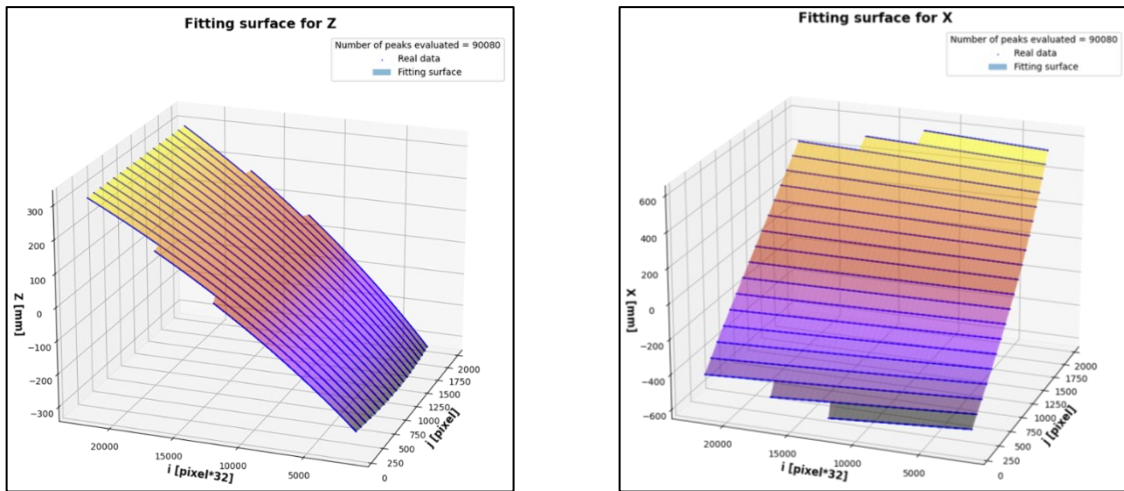 Fitting surface for Z
Number of peaks evaluated = 90080
Real data
Fitting surface
300
200
100
0
−100
−200
−300
Z [mm]
20000
15000
10000
5000
i [pixel*32]
0
250
500
750
1000
1250
1500
1750
2000
j [pixel]
Fitting surface for X
Number of peaks evaluated = 90080
Real data
Fitting surface
600
400
200
0
−200
−400
−600
X [mm]
20000
15000
10000
5000
i [pixel*32]
0
250
500
750
1000
1250
1500
1750
2000
j [pixel]